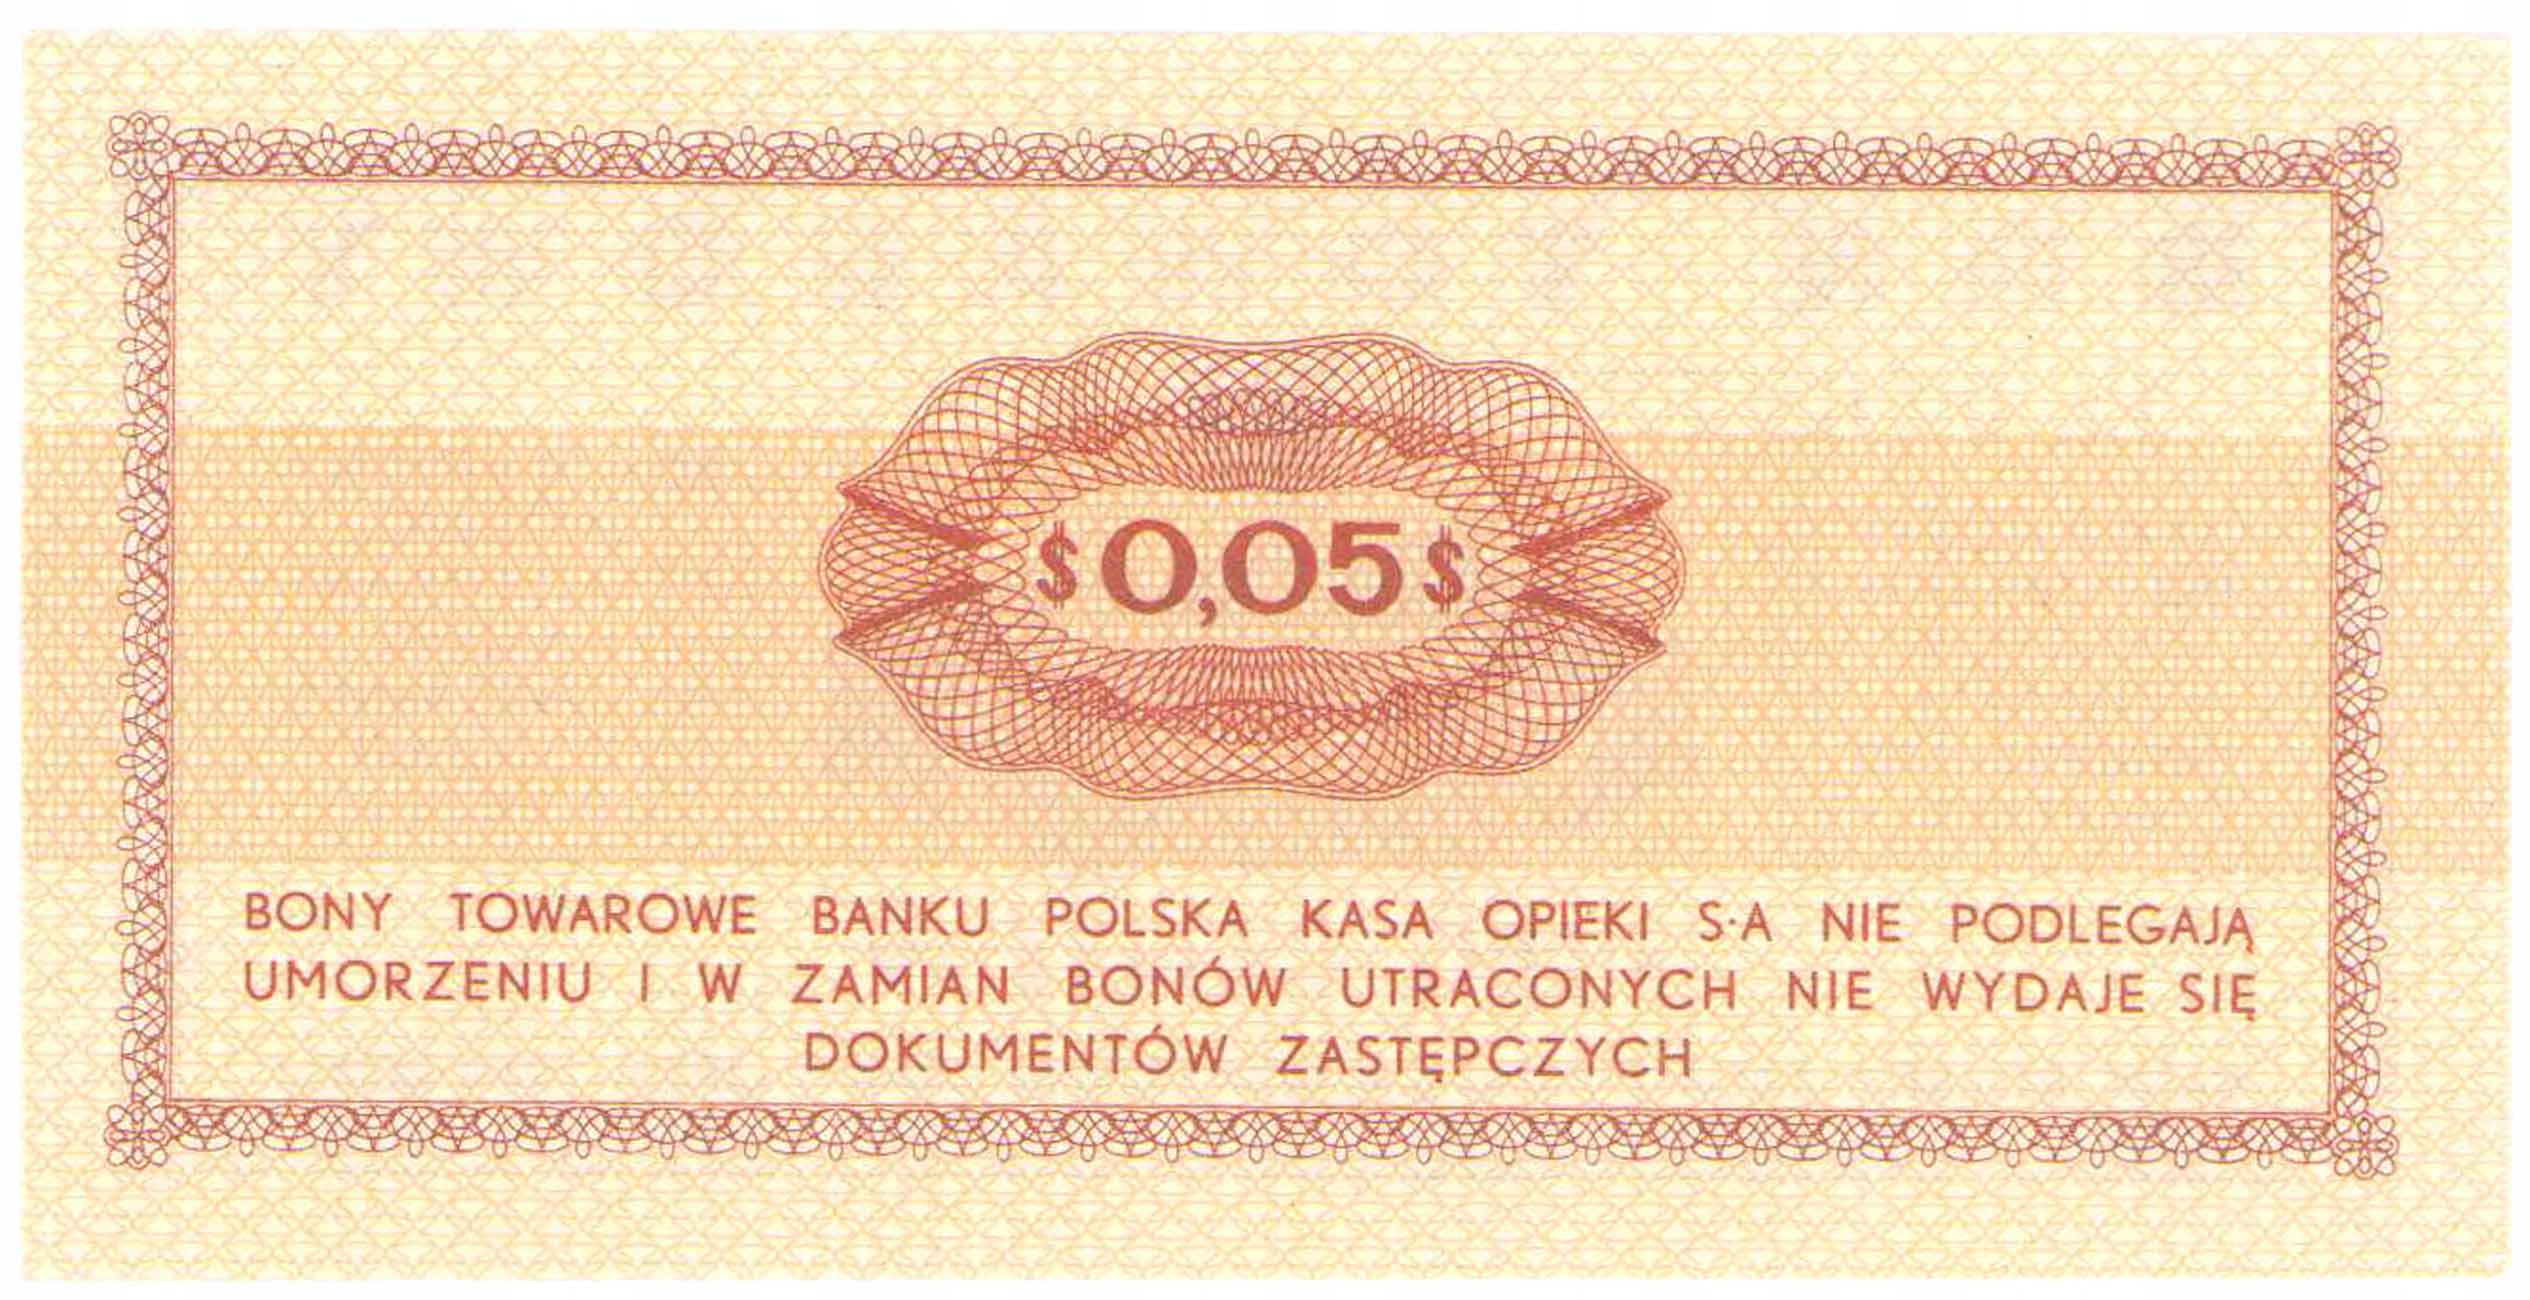 $ 0,05 $
BONY TOWAROWE BANKU POLSKA KASA OPIEKI S·A NIE PODLEGAJĄ
UMORZENIU I W ZAMIAN BONÓW UTRACONYCH NIE WYDAJE SIĘ
DOKUMENTÓW ZASTĘPCZYCH